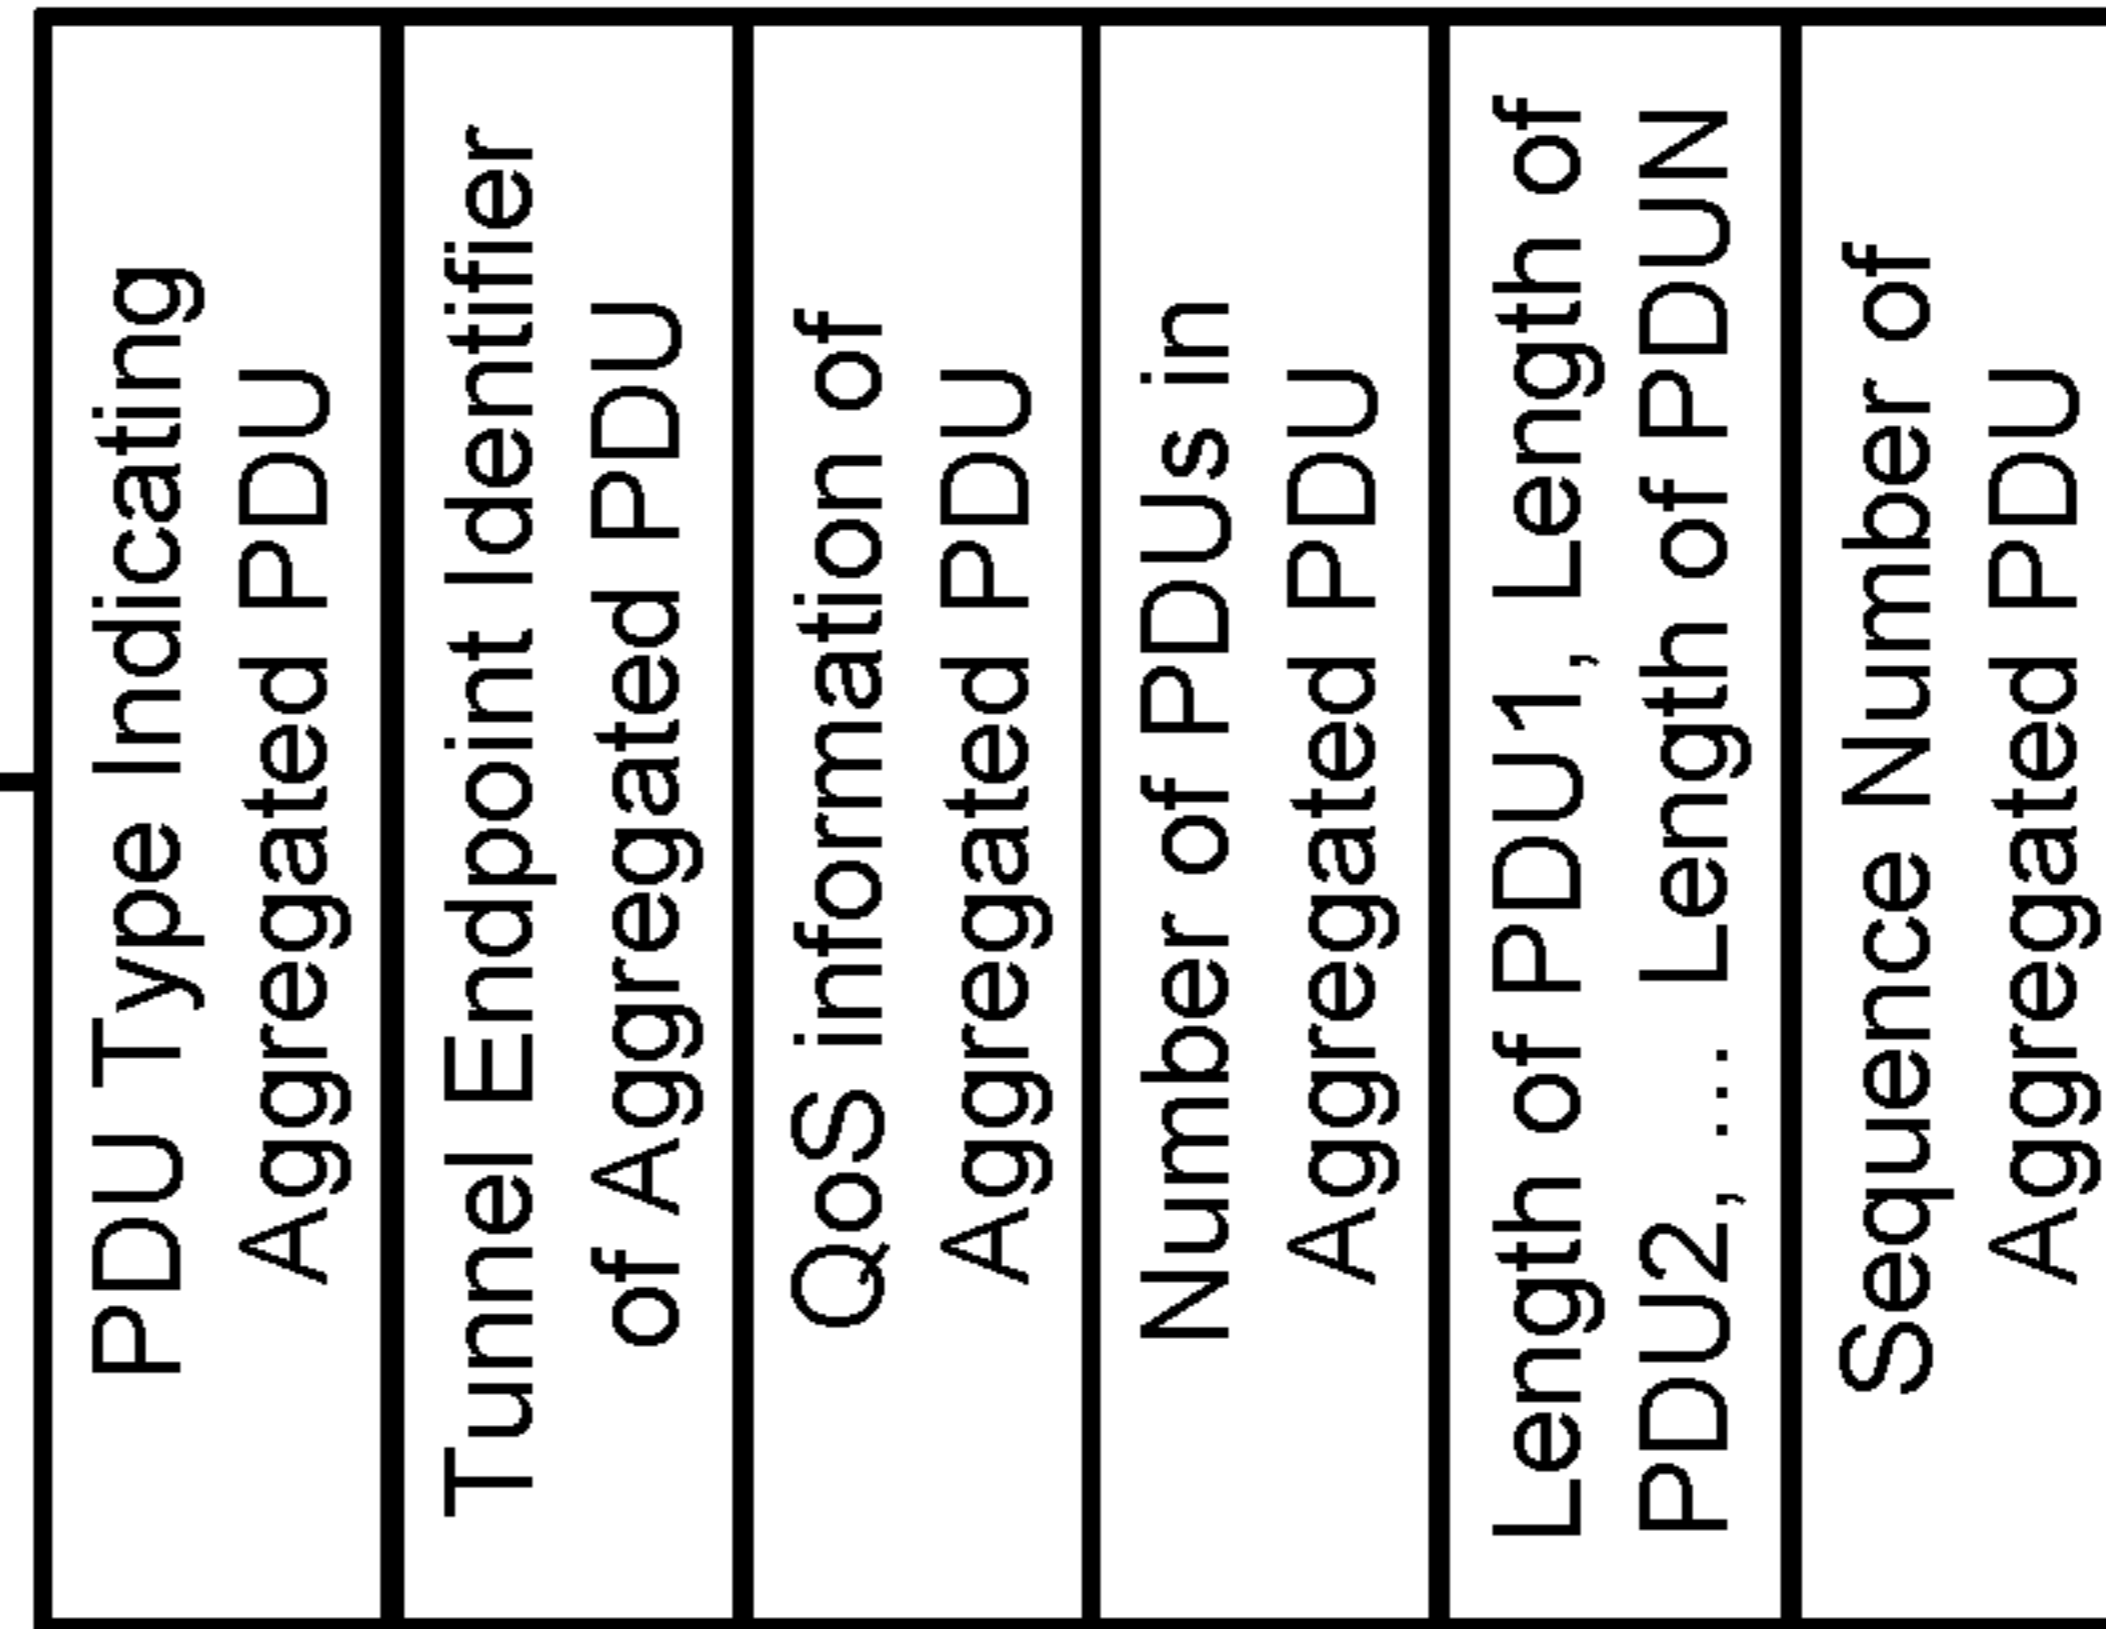 PDU Type Indicating
Aggregated PDU
Tunnel Endpoint Identifier
of Aggregated PDU
QoS information of
Aggregated PDU
Number of PDUs in
Aggregated PDU
Length of PDU1, Length of
PDU2,... Length of PDUN
Sequence Number of
Aggregated PDU